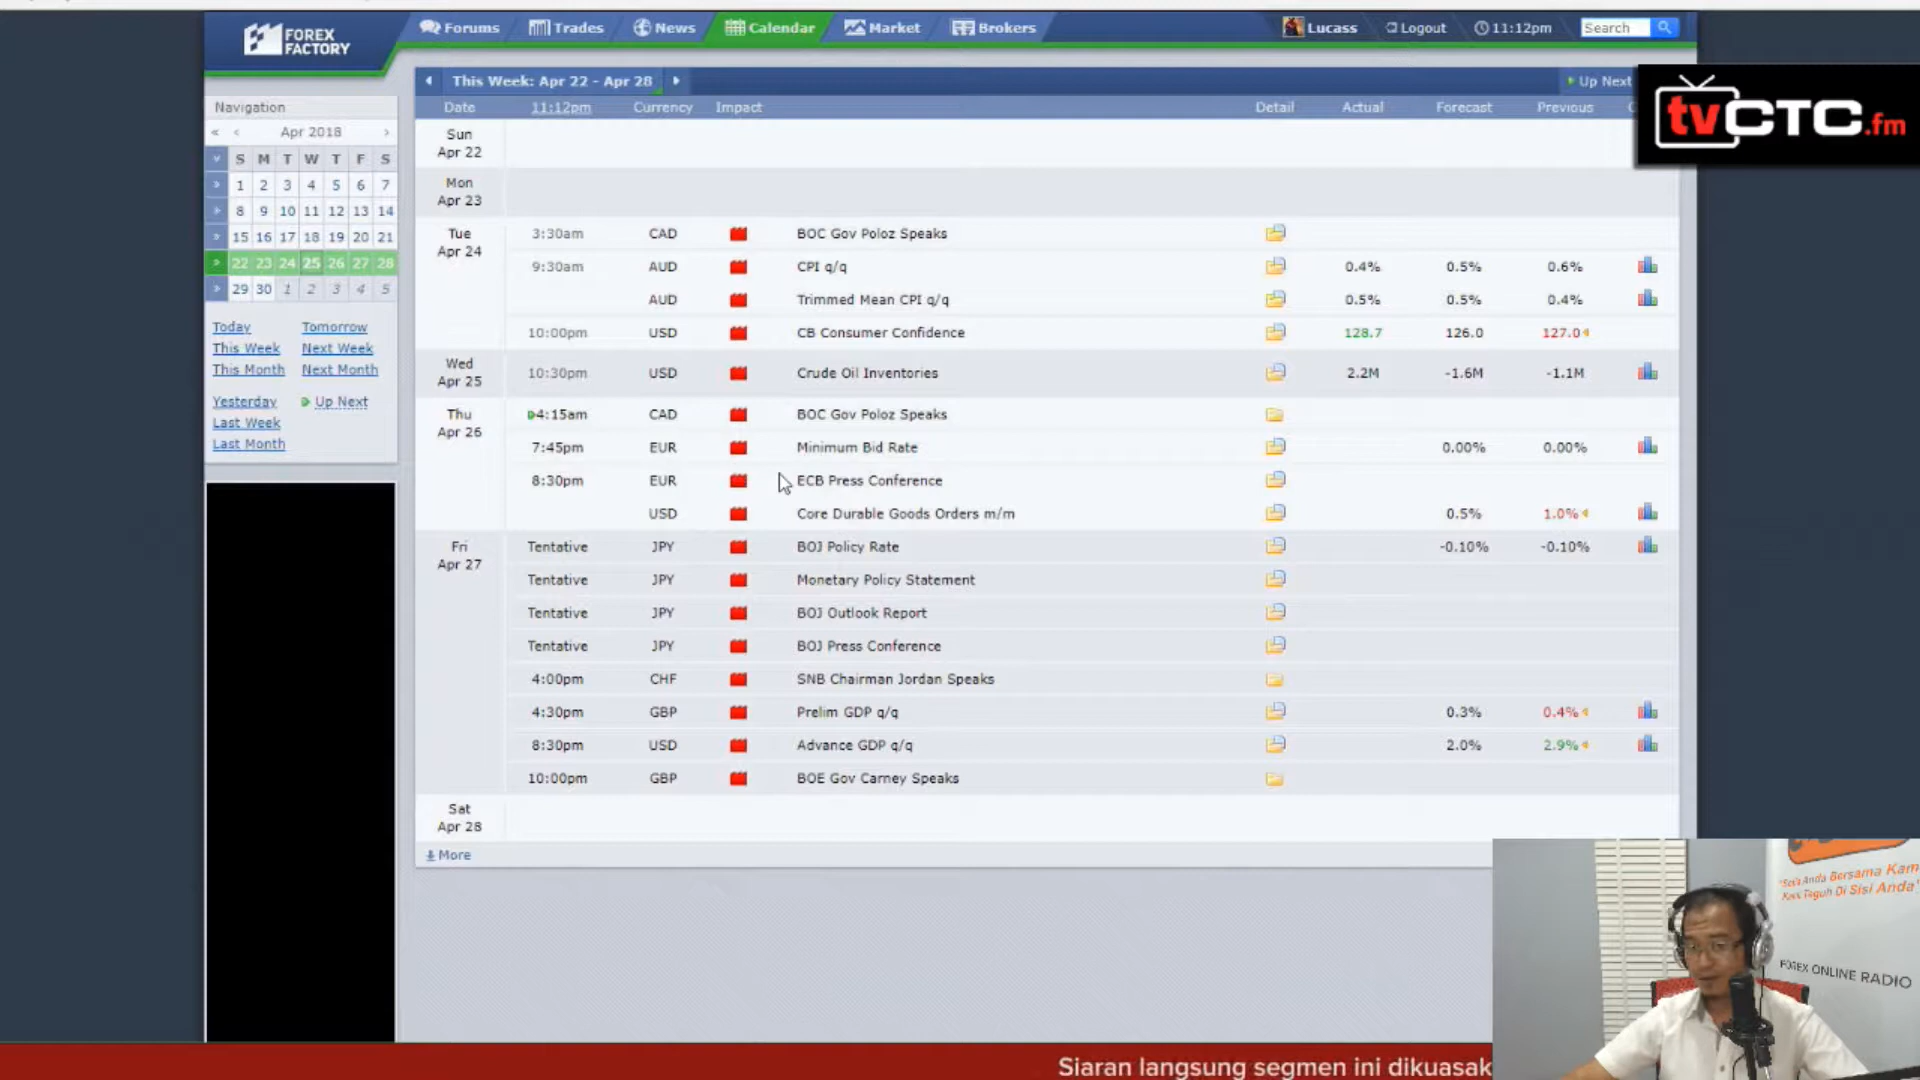 FOREX FACTORY
Forums Trades News Calendar Market Brokers
Lucass Logout 11:12pm Search
This Week: Apr 22 - Apr 28 Up Next
tvCTC.fm
Navigation
Date 11:12pm Currency Impact Detail Actual Forecast Previous
« ‹ Apr 2018 ›
S M T W T F S
1 2 3 4 5 6 7
8 9 10 11 12 13 14
15 16 17 18 19 20 21
22 23 24 25 26 27 28
29 30 1 2 3 4 5
Today Tomorrow
This Week Next Week
This Month Next Month
Yesterday Up Next
Last Week
Last Month
Sun
Apr 22
Mon
Apr 23
Tue
Apr 24
3:30am CAD BOC Gov Poloz Speaks
9:30am AUD CPI q/q 0.4% 0.5% 0.6%
AUD Trimmed Mean CPI q/q 0.5% 0.5% 0.4%
10:00pm USD CB Consumer Confidence 128.7 126.0 127.0
Wed
Apr 25
10:30pm USD Crude Oil Inventories 2.2M -1.6M -1.1M
Thu
Apr 26
4:15am CAD BOC Gov Poloz Speaks
7:45pm EUR Minimum Bid Rate 0.00% 0.00%
8:30pm EUR ECB Press Conference
USD Core Durable Goods Orders m/m 0.5% 1.0%
Fri
Apr 27
Tentative JPY BOJ Policy Rate -0.10% -0.10%
Tentative JPY Monetary Policy Statement
Tentative JPY BOJ Outlook Report
Tentative JPY BOJ Press Conference
4:00pm CHF SNB Chairman Jordan Speaks
4:30pm GBP Prelim GDP q/q 0.3% 0.4%
8:30pm USD Advance GDP q/q 2.0% 2.9%
10:00pm GBP BOE Gov Carney Speaks
Sat
Apr 28
More
Anda Bersama Kam
Di Sisi Anda"
FOREX ONLINE RADIO
Siaran langsung segmen ini dikuasak